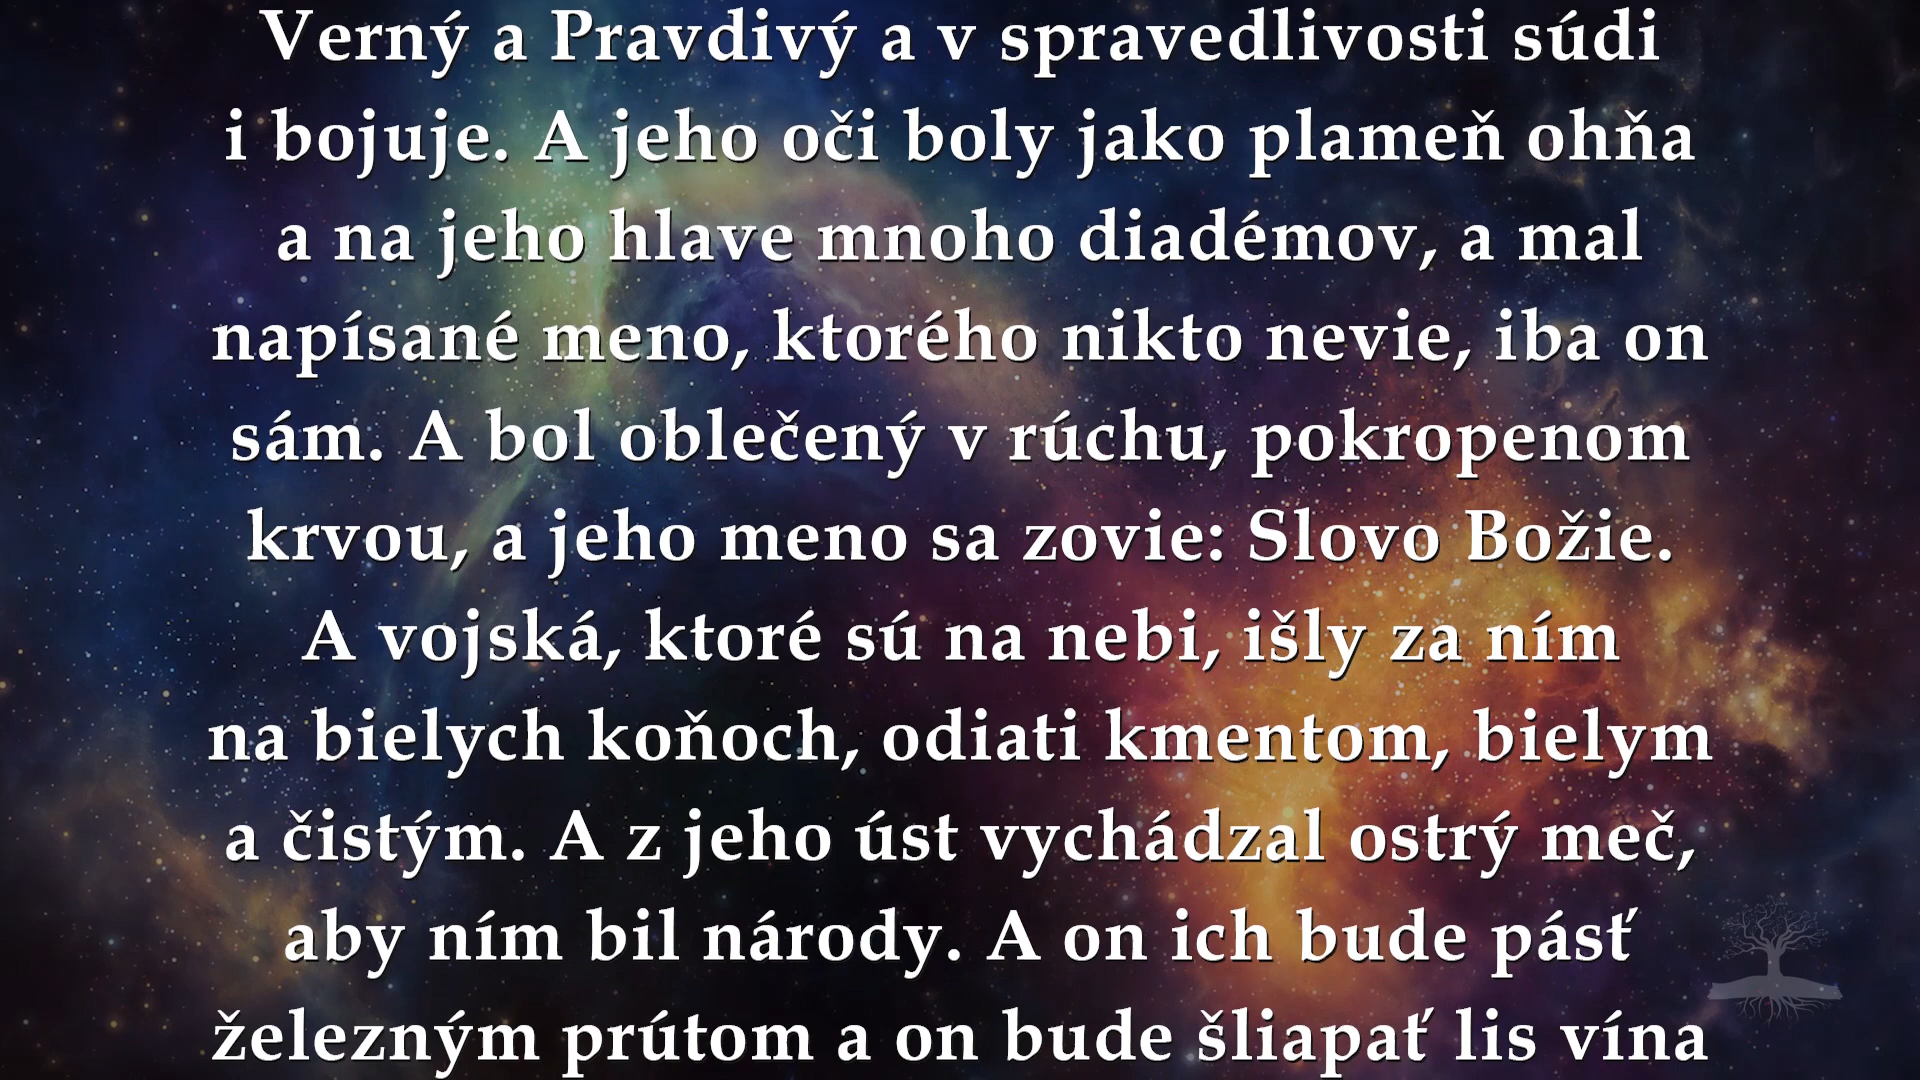 Verný a Pravdivý a v spravedlivosti súdi
i bojuje. A jeho oči boly jako plameň ohňa
a na jeho hlave mnoho diadémov, a mal
napísané meno, ktorého nikto nevie, iba on
sám. A bol oblečený v rúchu, pokropenom
krvou, a jeho meno sa zovie: Slovo Božie.
A vojská, ktoré sú na nebi, išly za ním
na bielych koňoch, odiati kmentom, bielym
a čistým. A z jeho úst vychádzal ostrý meč,
aby ním bil národy. A on ich bude pásť
železným prútom a on bude šliapať lis vína